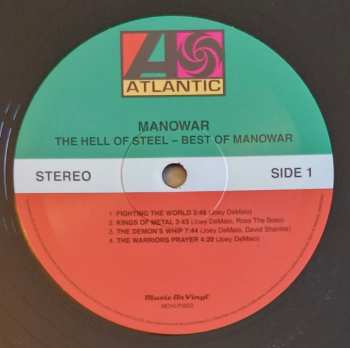 ATLANTIC
MANOWAR
THE HELL OF STEEL – BEST OF MANOWAR
STEREO
SIDE 1
1. FIGHTING THE WORLD 3:46 (Joey DeMaio)
2. KINGS OF METAL 3:43 (Joey DeMaio, Ross The Boss)
3. THE DEMON'S WHIP 7:44 (Joey DeMaio, David Shankle)
4. THE WARRIORS PRAYER 4:20 (Joey DeMaio)
Music On Vinyl